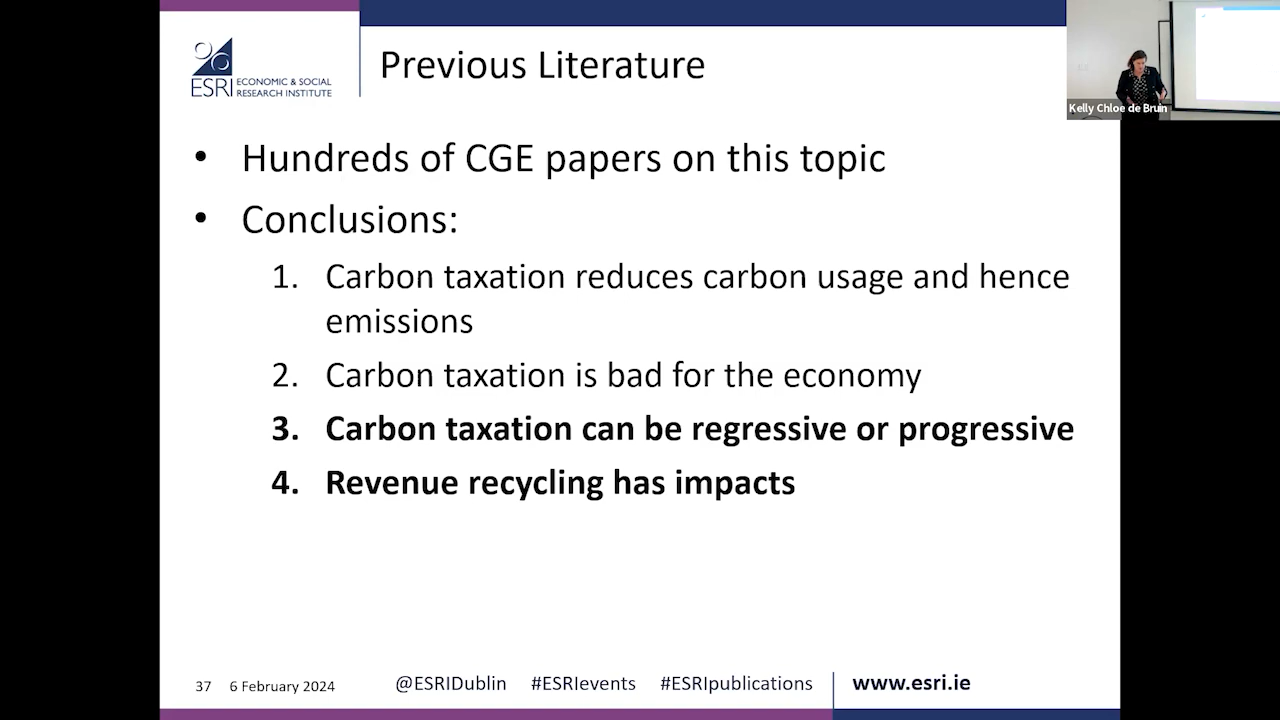 ESRI ECONOMIC & SOCIAL
RESEARCH INSTITUTE
Previous Literature
Kelly Chloe de Bruin
• Hundreds of CGE papers on this topic
• Conclusions:
1. Carbon taxation reduces carbon usage and hence
emissions
2. Carbon taxation is bad for the economy
3. Carbon taxation can be regressive or progressive
4. Revenue recycling has impacts
37 6 February 2024 @ESRIDublin #ESRIevents #ESRIpublications www.esri.ie